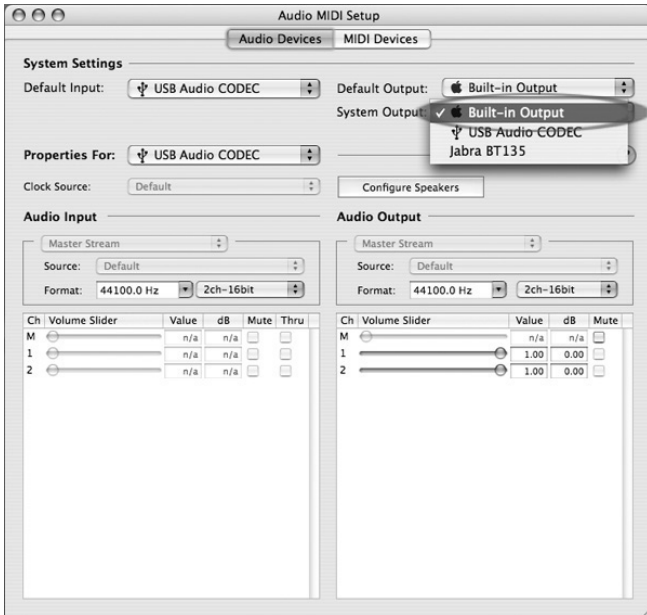 Audio MIDI Setup
Audio Devices MIDI Devices
System Settings
Default Input: USB Audio CODEC
Default Output: Built-in Output
System Output: Built-in Output
USB Audio CODEC
Jabra BT135
Properties For: USB Audio CODEC
Clock Source: Default
Configure Speakers
Audio Input
Master Stream
Source: Default
Format: 44100.0 Hz 2ch-16bit
Ch Volume Slider Value dB Mute Thru
M n/a n/a
1 n/a n/a
2 n/a n/a
Audio Output
Master Stream
Source: Default
Format: 44100.0 Hz 2ch-16bit
Ch Volume Slider Value dB Mute
M n/a n/a
1 1.00 0.00
2 1.00 0.00